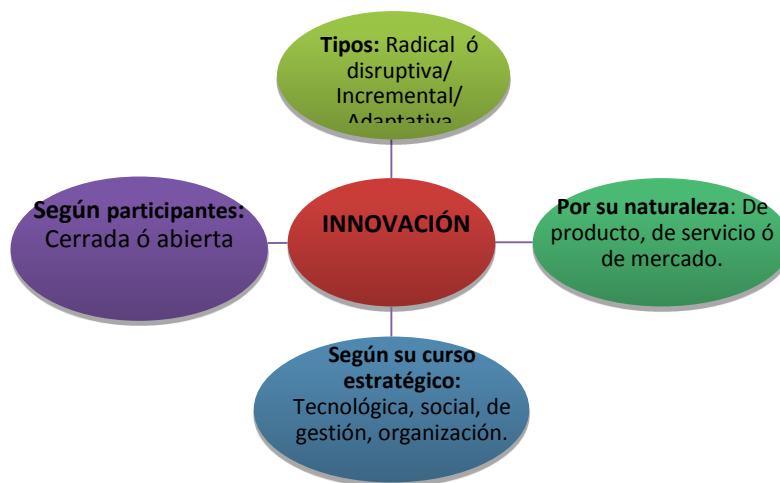 Tipos: Radical ó
disruptiva/
Incremental/
Adaptativa
Según participantes:
Cerrada ó abierta
INNOVACIÓN
Por su naturaleza: De
producto, de servicio ó
de mercado.
Según su curso
estratégico:
Tecnológica, social, de
gestión, organización.